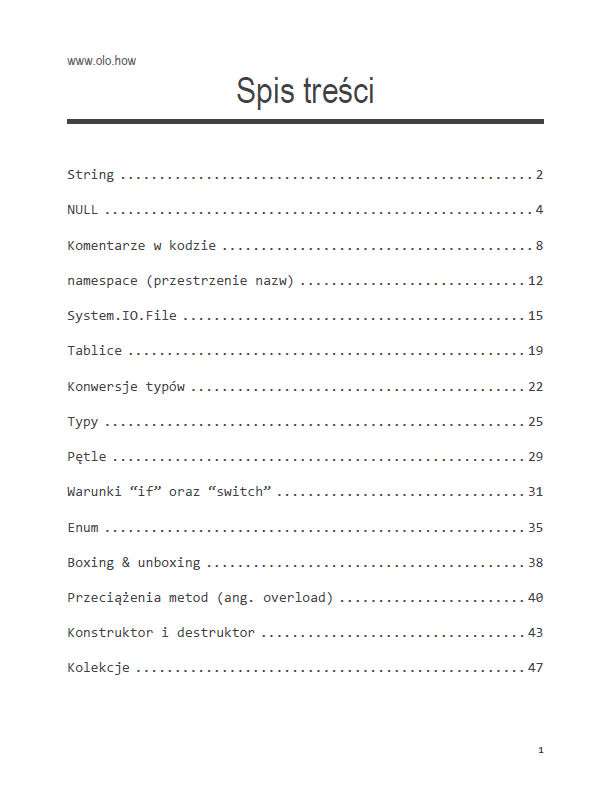 www.olo.how
Spis treści
String ..................................................... 2
NULL ....................................................... 4
Komentarze w kodzie ........................................ 8
namespace (przestrzenie nazw) ............................. 12
System.IO.File ............................................ 15
Tablice ................................................... 19
Konwersje typów ........................................... 22
Typy ...................................................... 25
Pętle ..................................................... 29
Warunki “if” oraz “switch” ................................ 31
Enum ...................................................... 35
Boxing & unboxing ......................................... 38
Przeciążenia metod (ang. overload) ........................ 40
Konstruktor i destruktor .................................. 43
Kolekcje .................................................. 47
1